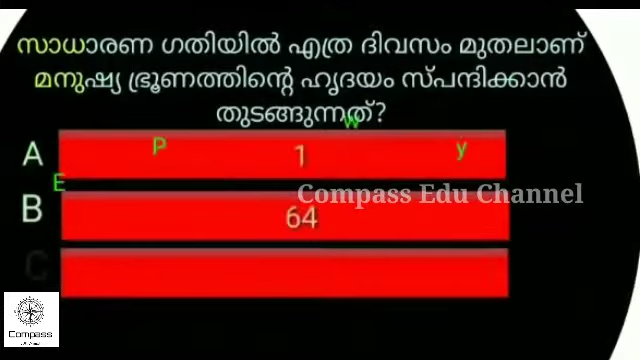 സാധാരണ ഗതിയിൽ എത്ര ദിവസം മുതലാണ്
മനുഷ്യ ഭ്രൂണത്തിന്റെ ഹൃദയം സ്പന്ദിക്കാൻ
തുടങ്ങുന്നത്?
w
A P 1 y
E
Compass Edu Channel
B 64
C
Compass